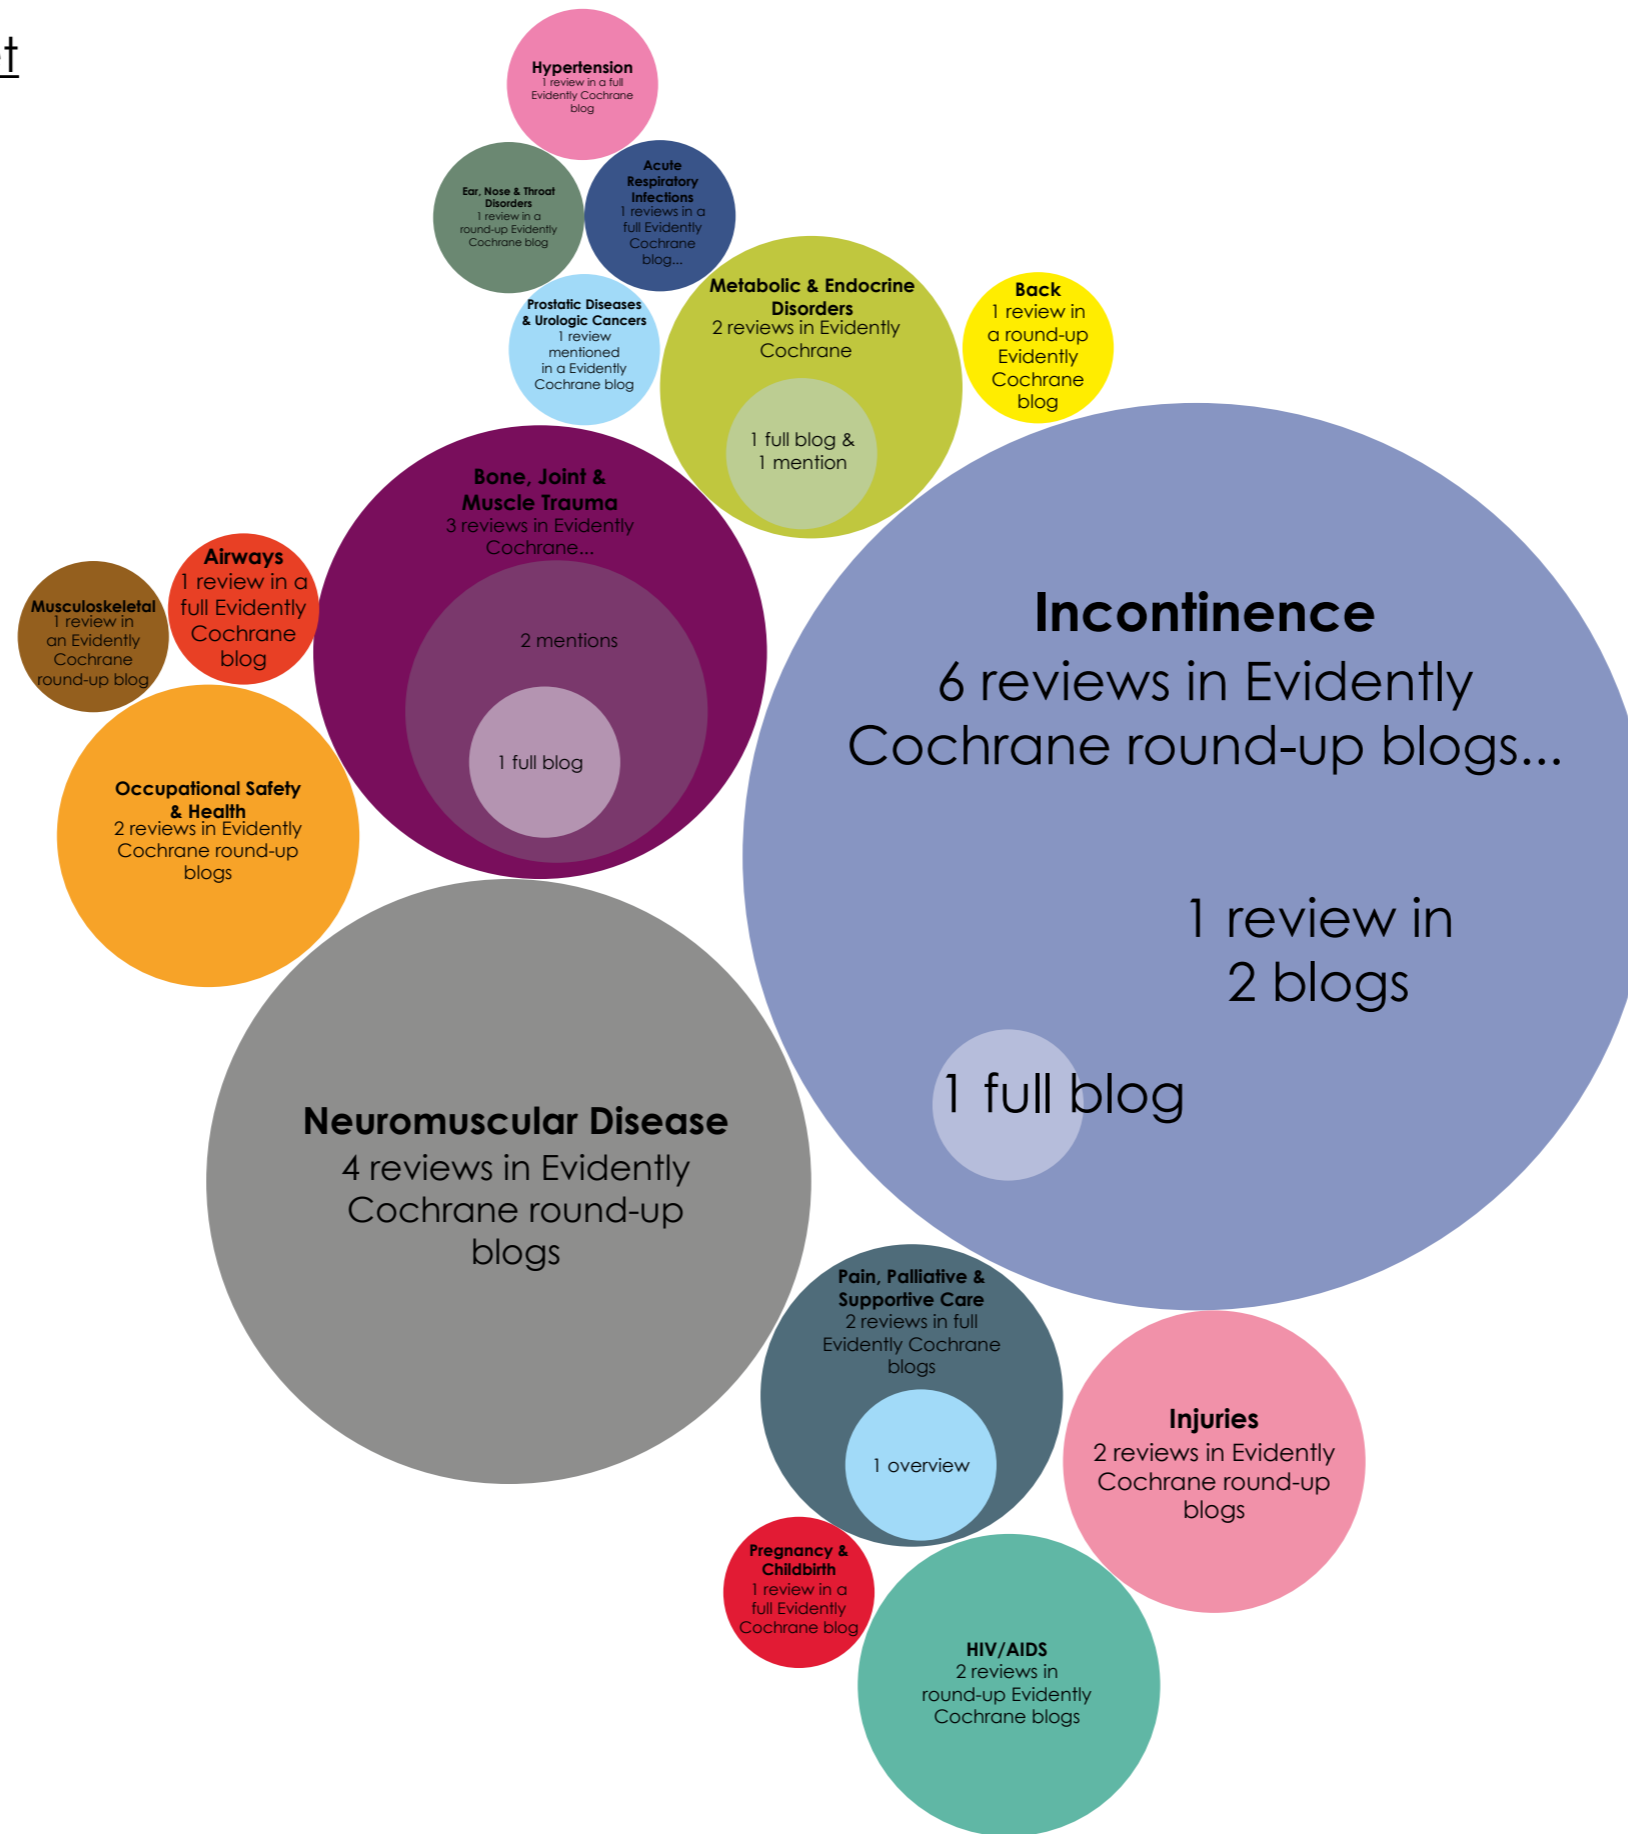 Hypertension
1 review in a full
Evidently Cochrane
blog
Ear, Nose & Throat
Disorders
1 review in a
round-up Evidently
Cochrane blog
Acute
Respiratory
Infections
1 reviews in a
full Evidently
Cochrane
blog...
Prostatic Diseases
& Urologic Cancers
1 review
mentioned
in a Evidently
Cochrane blog
Metabolic & Endocrine
Disorders
2 reviews in Evidently
Cochrane
1 full blog &
1 mention
Back
1 review in
a round-up
Evidently
Cochrane
blog
Bone, Joint &
Muscle Trauma
3 reviews in Evidently
Cochrane...
2 mentions
1 full blog
Airways
1 review in a
full Evidently
Cochrane
blog
Musculoskeletal
1 review in
an Evidently
Cochrane
round-up blog
Occupational Safety
& Health
2 reviews in Evidently
Cochrane round-up
blogs
Incontinence
6 reviews in Evidently
Cochrane round-up blogs...
1 review in
2 blogs
1 full blog
Neuromuscular Disease
4 reviews in Evidently
Cochrane round-up
blogs
Pain, Palliative &
Supportive Care
2 reviews in full
Evidently Cochrane
blogs
1 overview
Injuries
2 reviews in Evidently
Cochrane round-up
blogs
Pregnancy &
Childbirth
1 review in a
full Evidently
Cochrane blog
HIV/AIDS
2 reviews in
round-up Evidently
Cochrane blogs